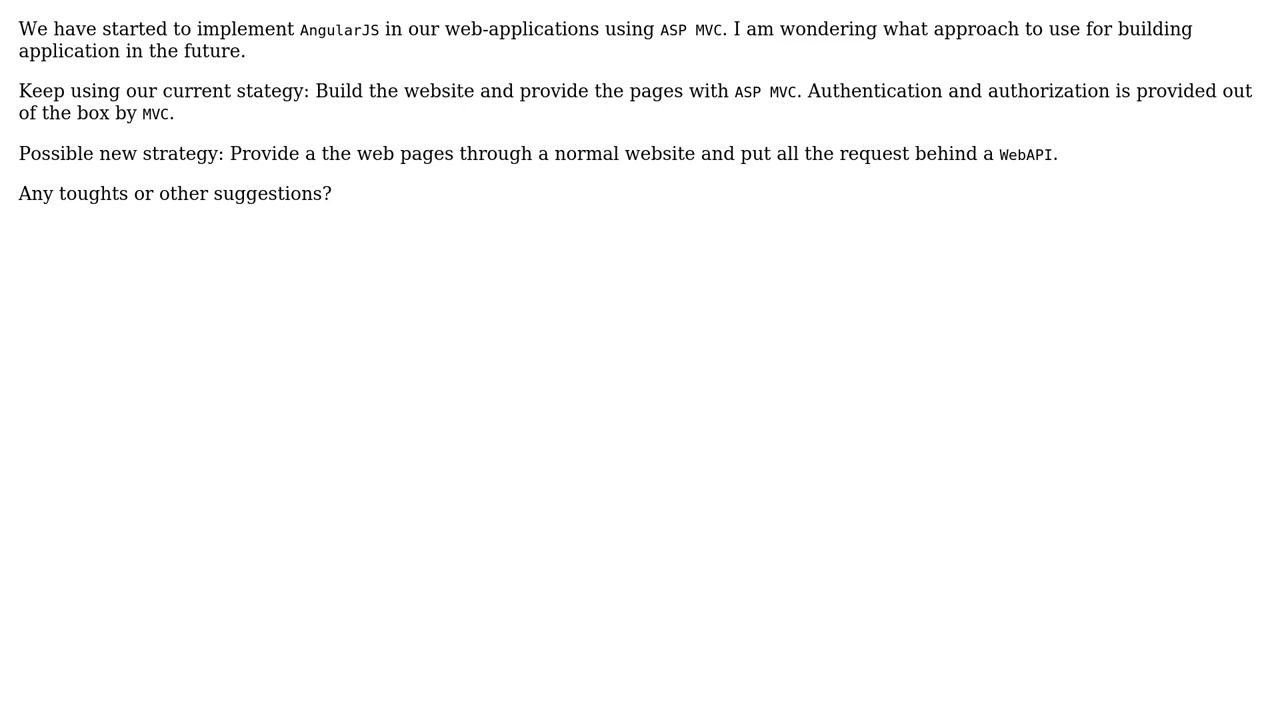 We have started to implement AngularJS in our web-applications using ASP MVC. I am wondering what approach to use for building
application in the future.
Keep using our current stategy: Build the website and provide the pages with ASP MVC. Authentication and authorization is provided out
of the box by MVC.
Possible new strategy: Provide a the web pages through a normal website and put all the request behind a WebAPI.
Any toughts or other suggestions?